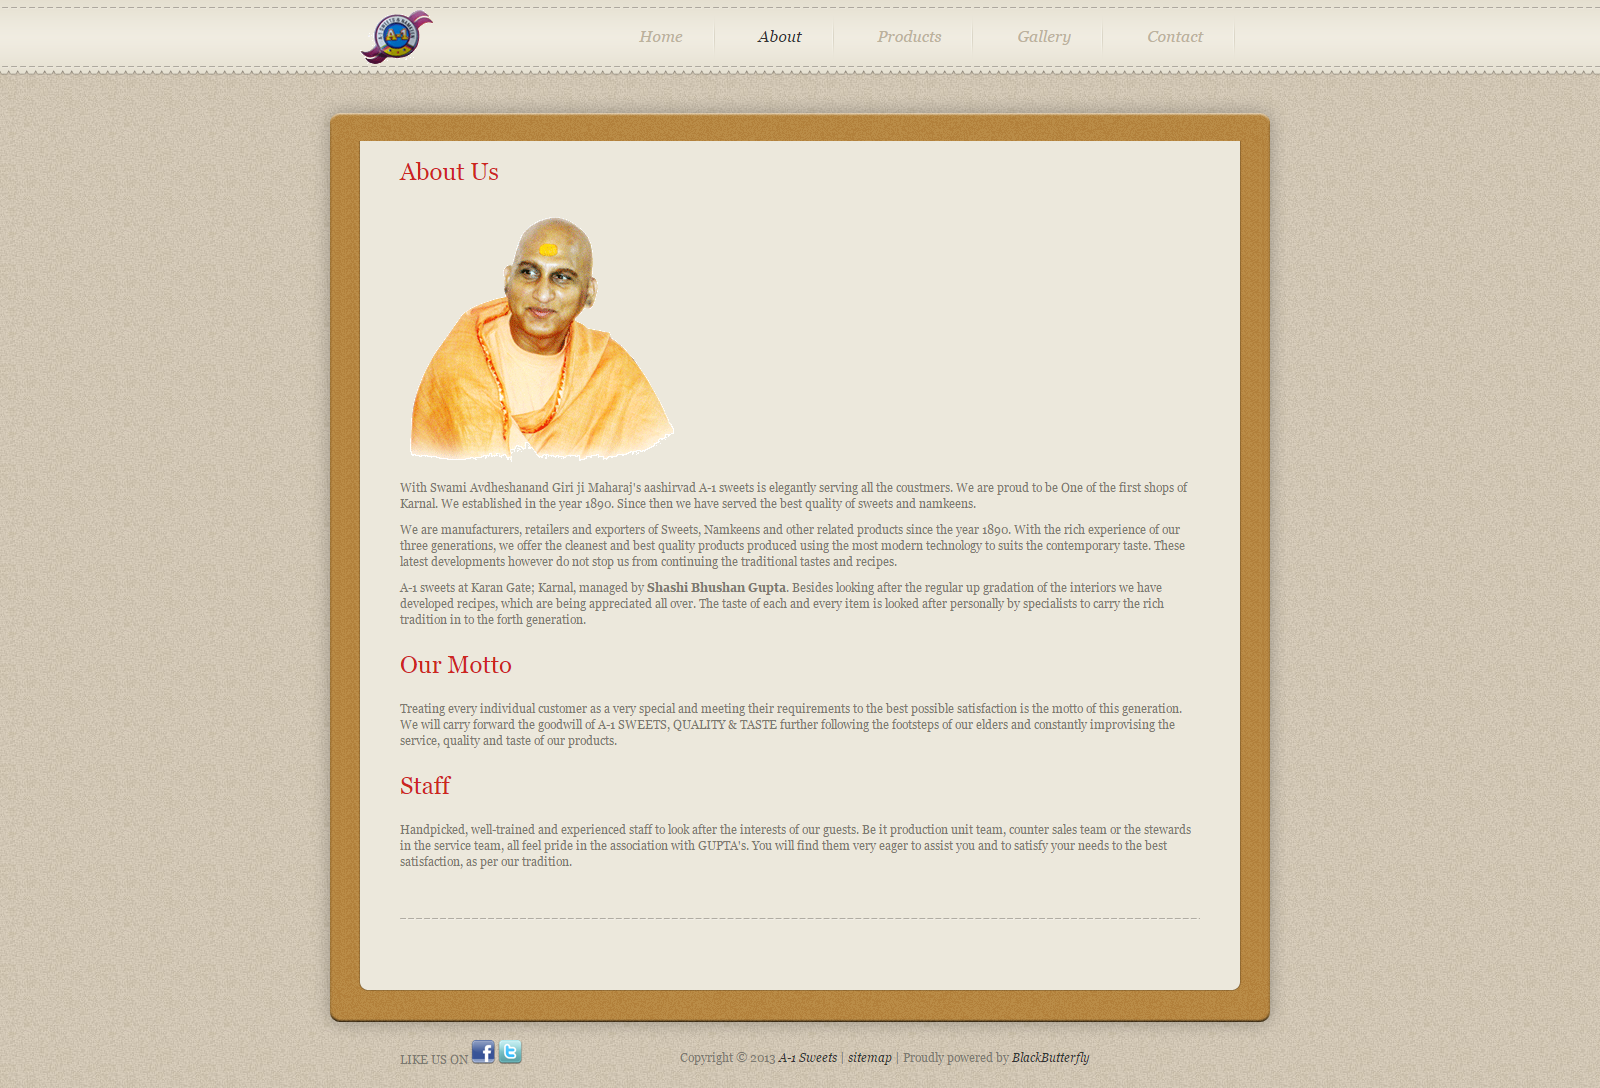 A-1
Home
About
Products
Gallery
Contact
About Us
With Swami Avdheshanand Giri ji Maharaj's aashirvad A-1 sweets is elegantly serving all the coustmers. We are proud to be One of the first shops of
Karnal. We established in the year 1890. Since then we have served the best quality of sweets and namkeens.
We are manufacturers, retailers and exporters of Sweets, Namkeens and other related products since the year 1890. With the rich experience of our
three generations, we offer the cleanest and best quality products produced using the most modern technology to suits the contemporary taste. These
latest developments however do not stop us from continuing the traditional tastes and recipes.
A-1 sweets at Karan Gate; Karnal, managed by Shashi Bhushan Gupta. Besides looking after the regular up gradation of the interiors we have
developed recipes, which are being appreciated all over. The taste of each and every item is looked after personally by specialists to carry the rich
tradition in to the forth generation.
Our Motto
Treating every individual customer as a very special and meeting their requirements to the best possible satisfaction is the motto of this generation.
We will carry forward the goodwill of A-1 SWEETS, QUALITY & TASTE further following the footsteps of our elders and constantly improvising the
service, quality and taste of our products.
Staff
Handpicked, well-trained and experienced staff to look after the interests of our guests. Be it production unit team, counter sales team or the stewards
in the service team, all feel pride in the association with GUPTA's. You will find them very eager to assist you and to satisfy your needs to the best
satisfaction, as per our tradition.
LIKE US ON
Copyright © 2013 A-1 Sweets | sitemap | Proudly powered by BlackButterfly